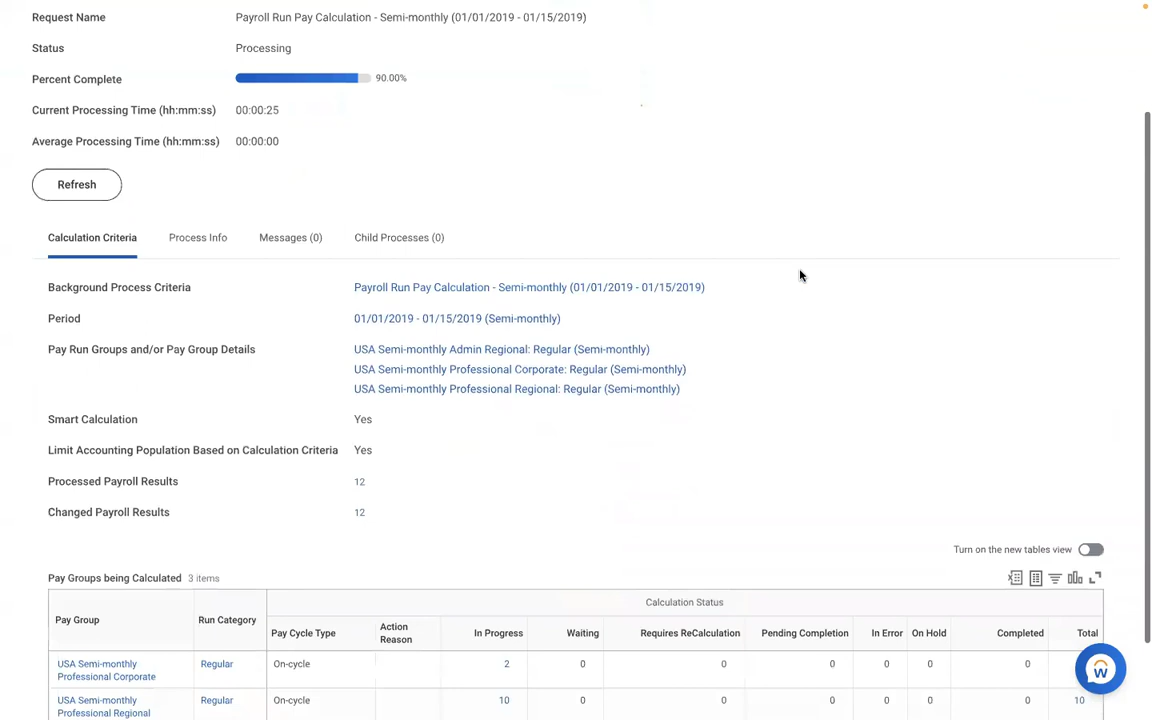 Request Name Payroll Run Pay Calculation - Semi-monthly (01/01/2019 - 01/15/2019)
Status Processing
Percent Complete 90.00%
Current Processing Time (hh:mm:ss) 00:00:25
Average Processing Time (hh:mm:ss) 00:00:00
Refresh
Calculation Criteria Process Info Messages (0) Child Processes (0)
Background Process Criteria Payroll Run Pay Calculation - Semi-monthly (01/01/2019 - 01/15/2019)
Period 01/01/2019 - 01/15/2019 (Semi-monthly)
Pay Run Groups and/or Pay Group Details USA Semi-monthly Admin Regional: Regular (Semi-monthly)
USA Semi-monthly Professional Corporate: Regular (Semi-monthly)
USA Semi-monthly Professional Regional: Regular (Semi-monthly)
Smart Calculation Yes
Limit Accounting Population Based on Calculation Criteria Yes
Processed Payroll Results 12
Changed Payroll Results 12
Turn on the new tables view
Pay Groups being Calculated 3 items
Calculation Status
Pay Group Run Category Pay Cycle Type Action Reason In Progress Waiting Requires ReCalculation Pending Completion In Error On Hold Completed Total
USA Semi-monthly Regular On-cycle 2 0 0 0 0 0 0
Professional Corporate
USA Semi-monthly Regular On-cycle 10 0 0 0 0 0 0 10
Professional Regional
W